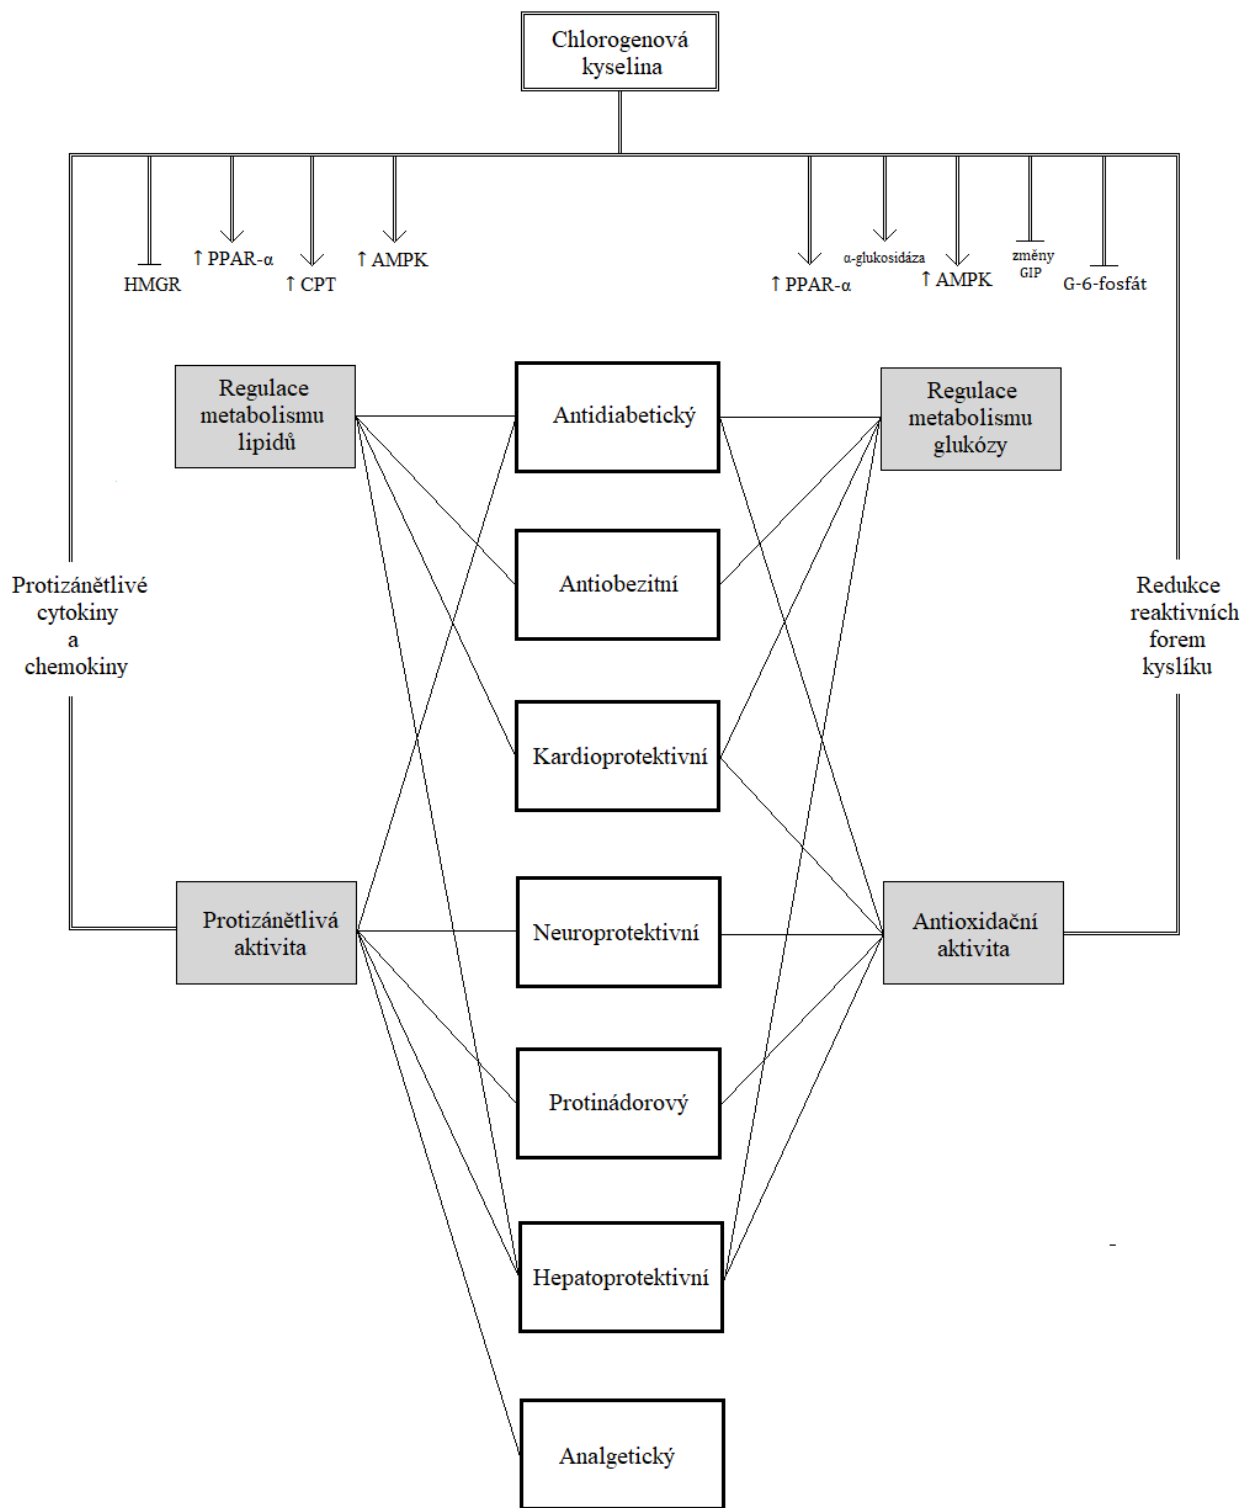 Chlorogenová
kyselina
HMGR
↑ PPAR-α
↑ CPT
↑ AMPK
↑ PPAR-α
α-glukosidáza
↑ AMPK
změny
GIP
G-6-fosfát
Regulace
metabolismu
lipidů
Antidiabetický
Regulace
metabolismu
glukózy
Antiobezitní
Protizánětlivé
cytokiny
a
chemokiny
Redukce
reaktivních
forem
kyslíku
Kardioprotektivní
Protizánětlivá
aktivita
Neuroprotektivní
Antioxidační
aktivita
Protinádorový
Hepatoprotektivní
Analgetický